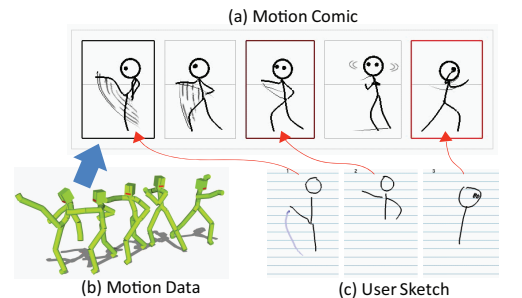 (a) Motion Comic
1
2
3
(b) Motion Data
(c) User Sketch